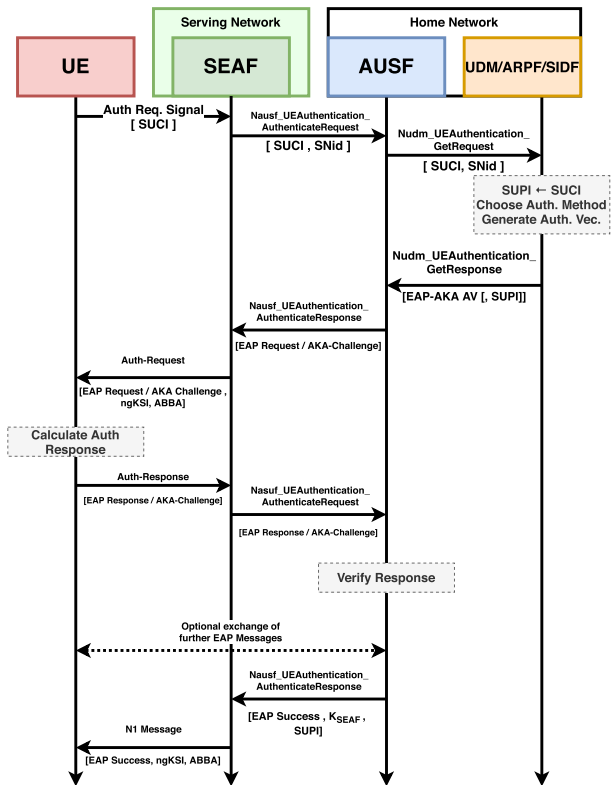 Serving Network
Home Network
UE
SEAF
AUSF
UDM/ARPF/SIDF
Auth Req. Signal
[ SUCI ]
Nausf_UEAuthentication_
AuthenticateRequest
[ SUCI , SNid ]
Nudm_UEAuthentication_
GetRequest
[ SUCI, SNid ]
SUPI ← SUCI
Choose Auth. Method
Generate Auth. Vec.
Nudm_UEAuthentication_
GetResponse
[EAP-AKA AV [, SUPI]]
Nausf_UEAuthentication_
AuthenticateResponse
[EAP Request / AKA-Challenge]
Auth-Request
[EAP Request / AKA Challenge ,
ngKSI, ABBA]
Calculate Auth
Response
Auth-Response
[EAP Response / AKA-Challenge]
Nasuf_UEAuthentication_
AuthenticateRequest
[EAP Response / AKA-Challenge]
Verify Response
Optional exchange of
further EAP Messages
Nasuf_UEAuthentication_
AuthenticateResponse
[EAP Success , KSEAF ,
SUPI]
N1 Message
[EAP Success, ngKSI, ABBA]